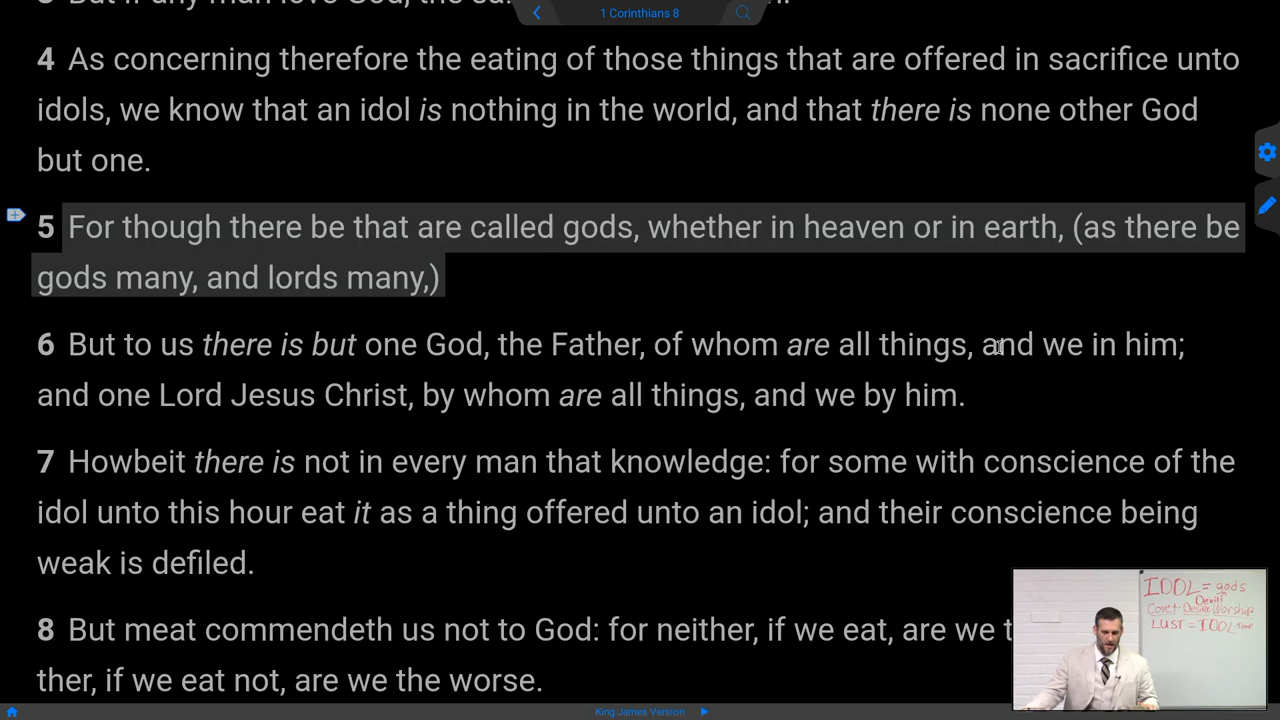 1 Corinthians 8
4 As concerning therefore the eating of those things that are offered in sacrifice unto
idols, we know that an idol is nothing in the world, and that there is none other God
but one.
5 For though there be that are called gods, whether in heaven or in earth, (as there be
gods many, and lords many,)
6 But to us there is but one God, the Father, of whom are all things, and we in him;
and one Lord Jesus Christ, by whom are all things, and we by him.
7 Howbeit there is not in every man that knowledge: for some with conscience of the
idol unto this hour eat it as a thing offered unto an idol; and their conscience being
weak is defiled.
8 But meat commendeth us not to God: for neither, if we eat, are we
ther, if we eat not, are we the worse.
IDOL = gods
Devil
Covet-DESIRE-Worship
LUST = IDOL
King James Version